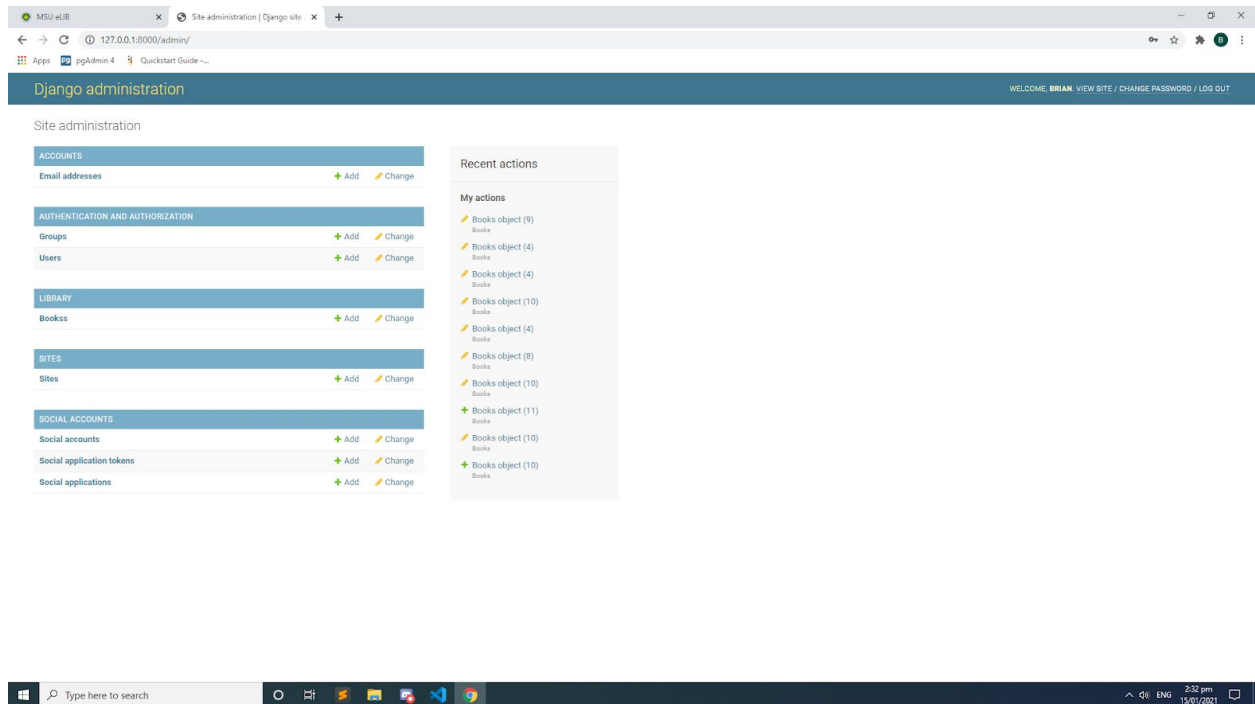 MSU eLIB
Site administration | Django site
127.0.0.1:8000/admin/
B
Apps
Pg pgAdmin 4
Quickstart Guide -...
Django administration
WELCOME, BRIAN. VIEW SITE / CHANGE PASSWORD / LOG OUT
Site administration
ACCOUNTS
Email addresses Add Change
AUTHENTICATION AND AUTHORIZATION
Groups Add Change
Users Add Change
LIBRARY
Bookss Add Change
SITES
Sites Add Change
SOCIAL ACCOUNTS
Social accounts Add Change
Social application tokens Add Change
Social applications Add Change
Recent actions
My actions
Books object (9)
Books
Books object (4)
Books
Books object (4)
Books
Books object (10)
Books
Books object (4)
Books
Books object (8)
Books
Books object (10)
Books
Books object (11)
Books
Books object (10)
Books
Books object (10)
Books
Type here to search
ENG
2:32 pm
15/01/2021